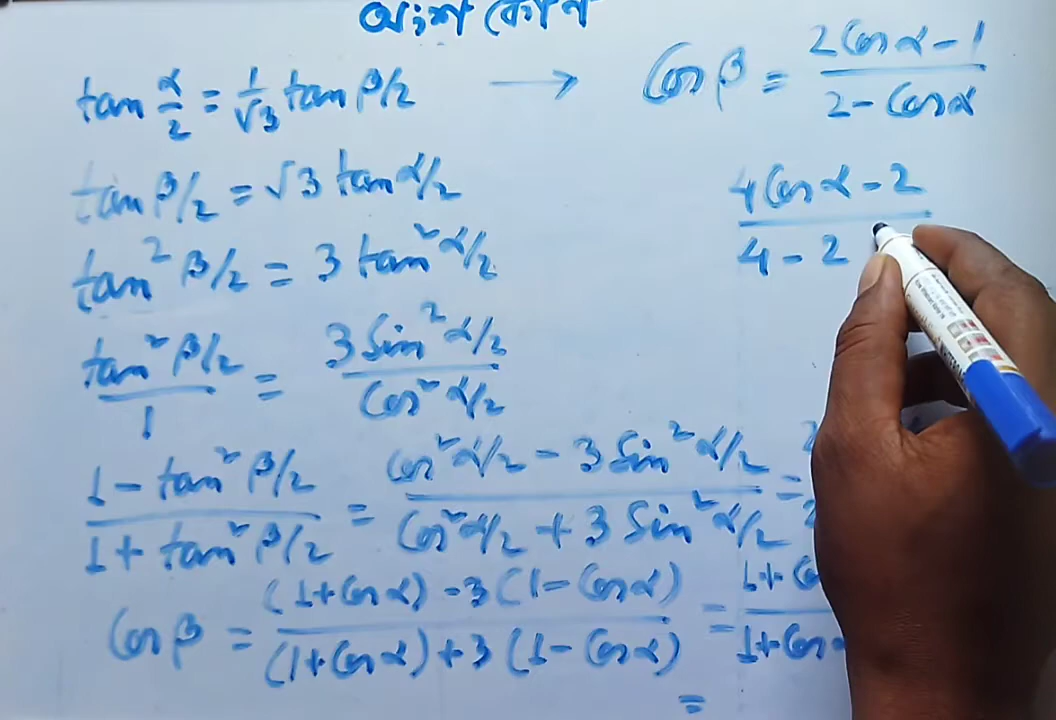 অংশ কোণ
tan α/2 = 1/√3 tan β/2 → Cos β = (2Cos α - 1)/(2 - Cos α)
tan β/2 = √3 tan α/2
(4Cos α - 2)/(4 - 2
tan² β/2 = 3 tan² α/2
(tan² β/2)/1 = (3 Sin² α/2)/(Cos² α/2)
(1 - tan² β/2)/(1 + tan² β/2) = (Cos² α/2 - 3 Sin² α/2)/(Cos² α/2 + 3 Sin² α/2) =
Cos β = ((1 + Cos α) - 3(1 - Cos α))/((1 + Cos α) + 3(1 - Cos α)) = (1 +)/(1 + Cos α
=